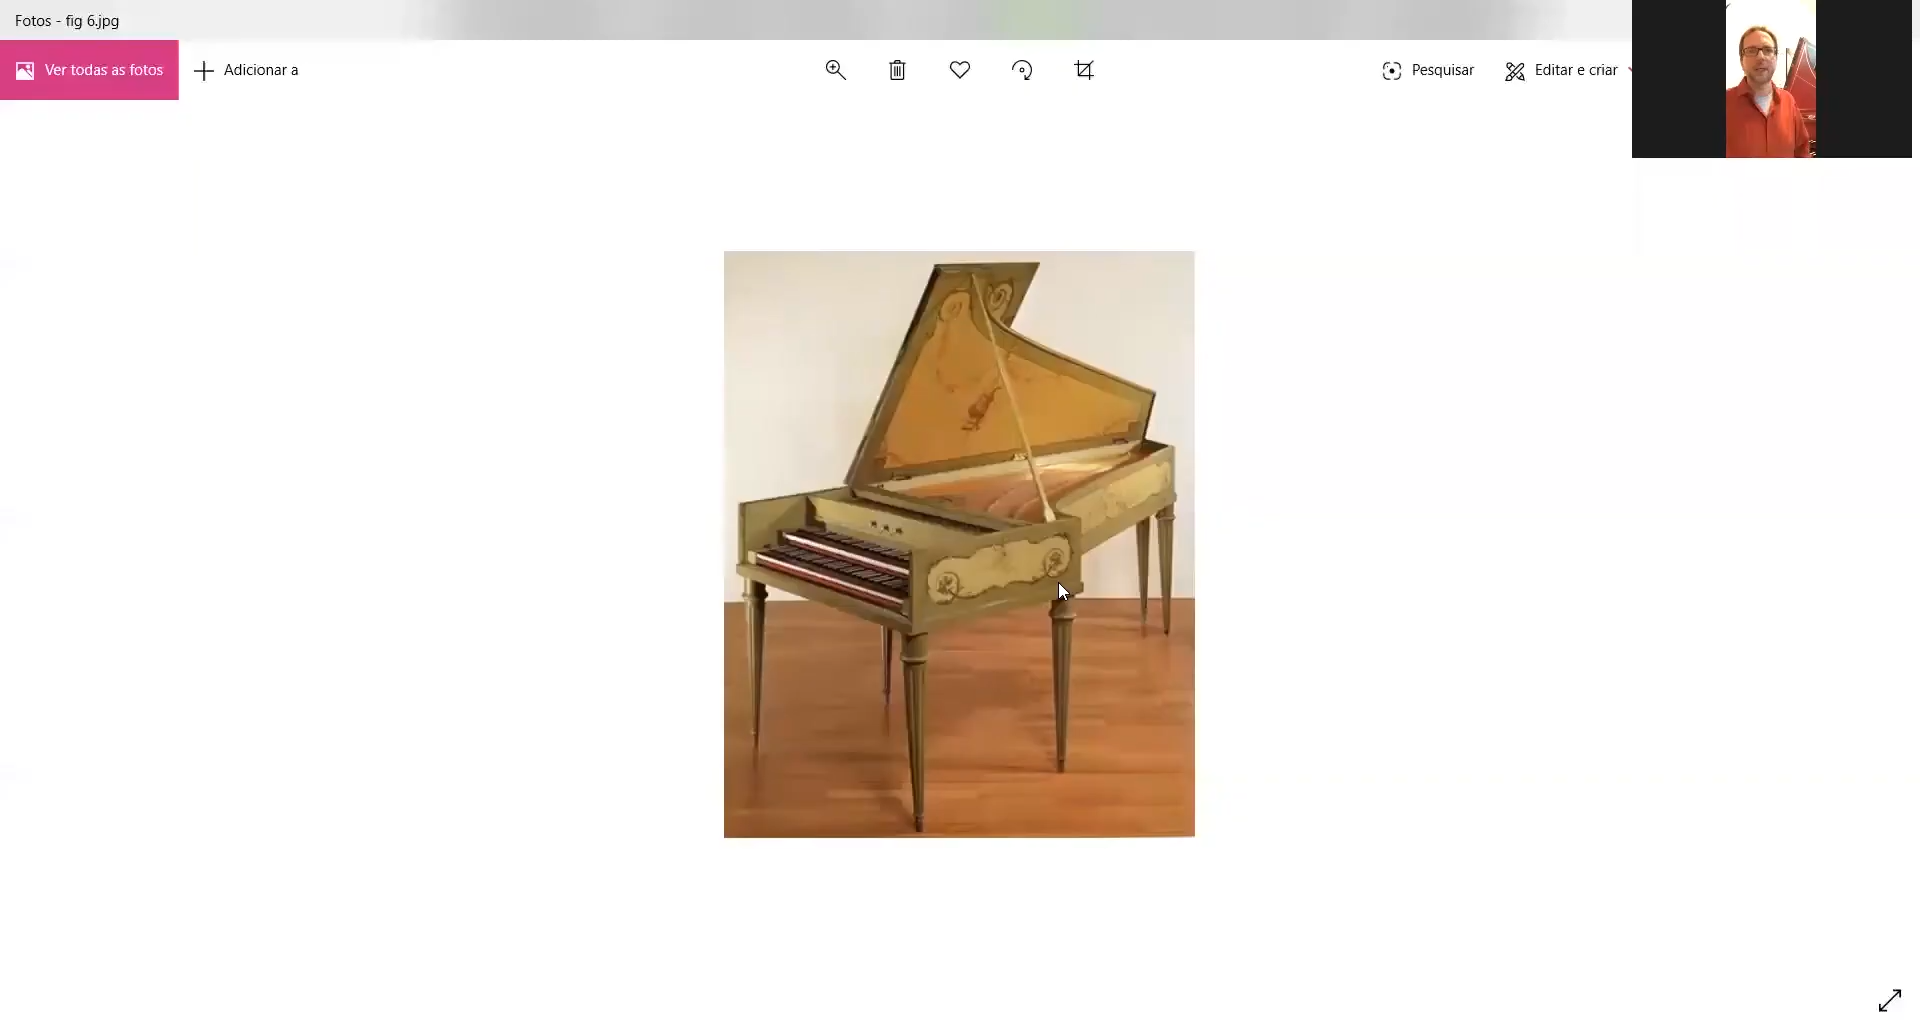 Fotos - fig 6.jpg
Ver todas as fotos
Adicionar a
Pesquisar
Editar e criar